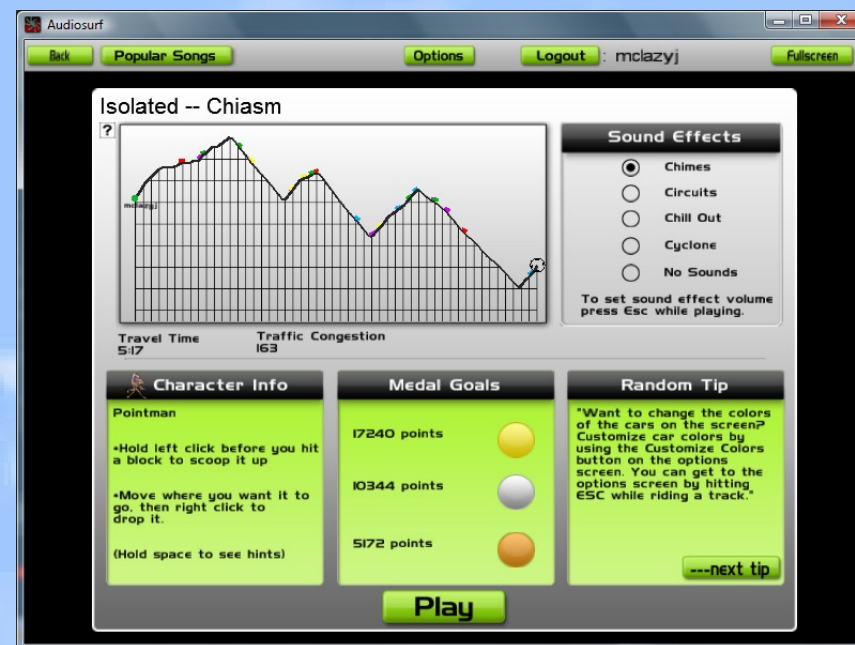 Audiosurf
Back Popular Songs Options Logout : mclazyj Fullscreen
Isolated -- Chiasm
?
mclazyj
Travel Time
5:17
Traffic Congestion
163
Sound Effects
Chimes
Circuits
Chill Out
Cyclone
No Sounds
To set sound effect volume
press Esc while playing.
Character Info
Pointman
•Hold left click before you hit
a block to scoop it up
•Move where you want it to
go, then right click to
drop it.
(Hold space to see hints)
Medal Goals
17240 points
10344 points
5172 points
Random Tip
"Want to change the colors
of the cars on the screen?
Customize car colors by
using the Customize Colors
button on the options
screen. You can get to the
options screen by hitting
ESC while riding a track."
---next tip
Play